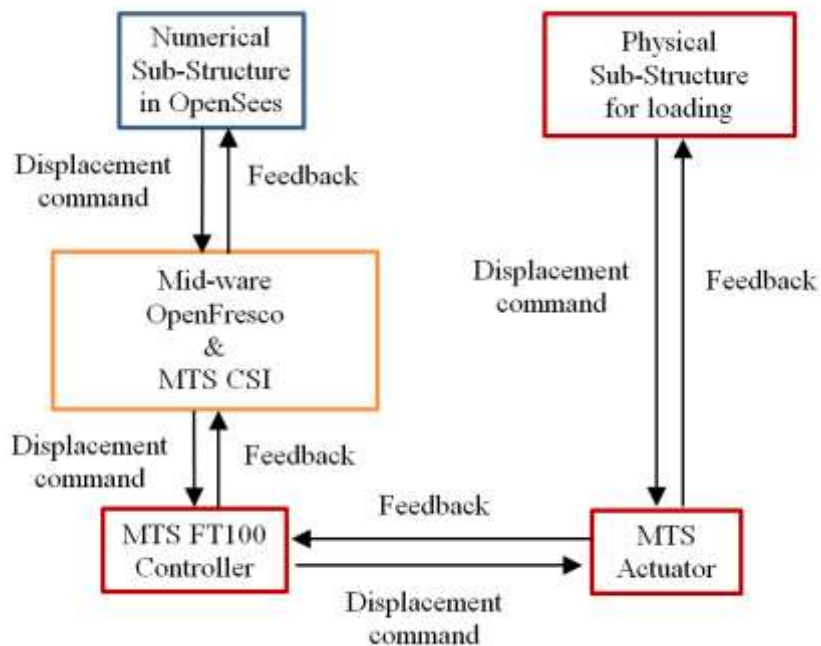 Numerical
Sub-Structure
in OpenSees
Physical
Sub-Structure
for loading
Displacement
command
Feedback
Mid-ware
OpenFresco
&
MTS CSI
Displacement
command
Feedback
Displacement
command
Feedback
MTS FT100
Controller
Feedback
Displacement
command
MTS
Actuator